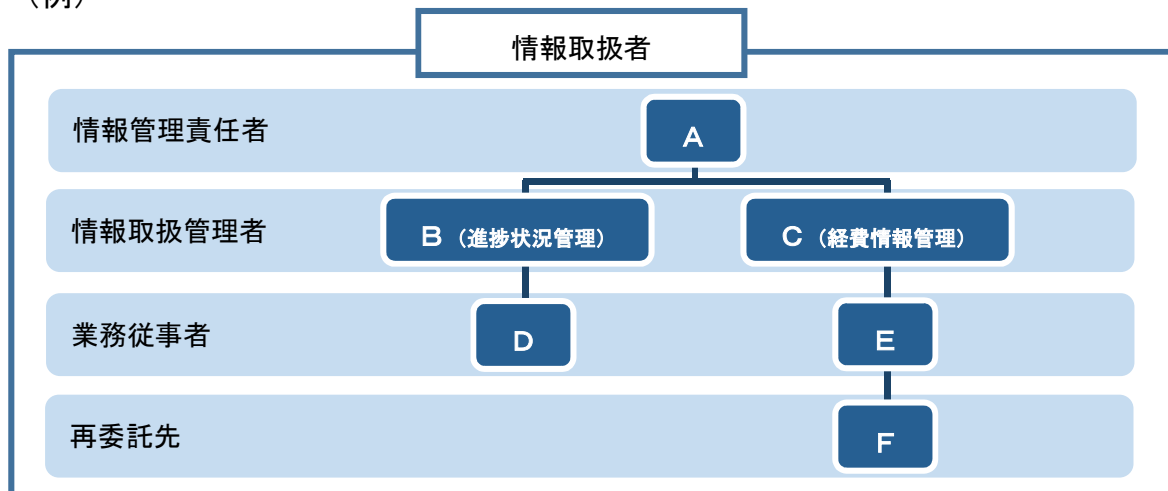 （例）
情報取扱者
情報管理責任者
A
情報取扱管理者
B（進捗状況管理）
C（経費情報管理）
業務従事者
D
E
再委託先
F